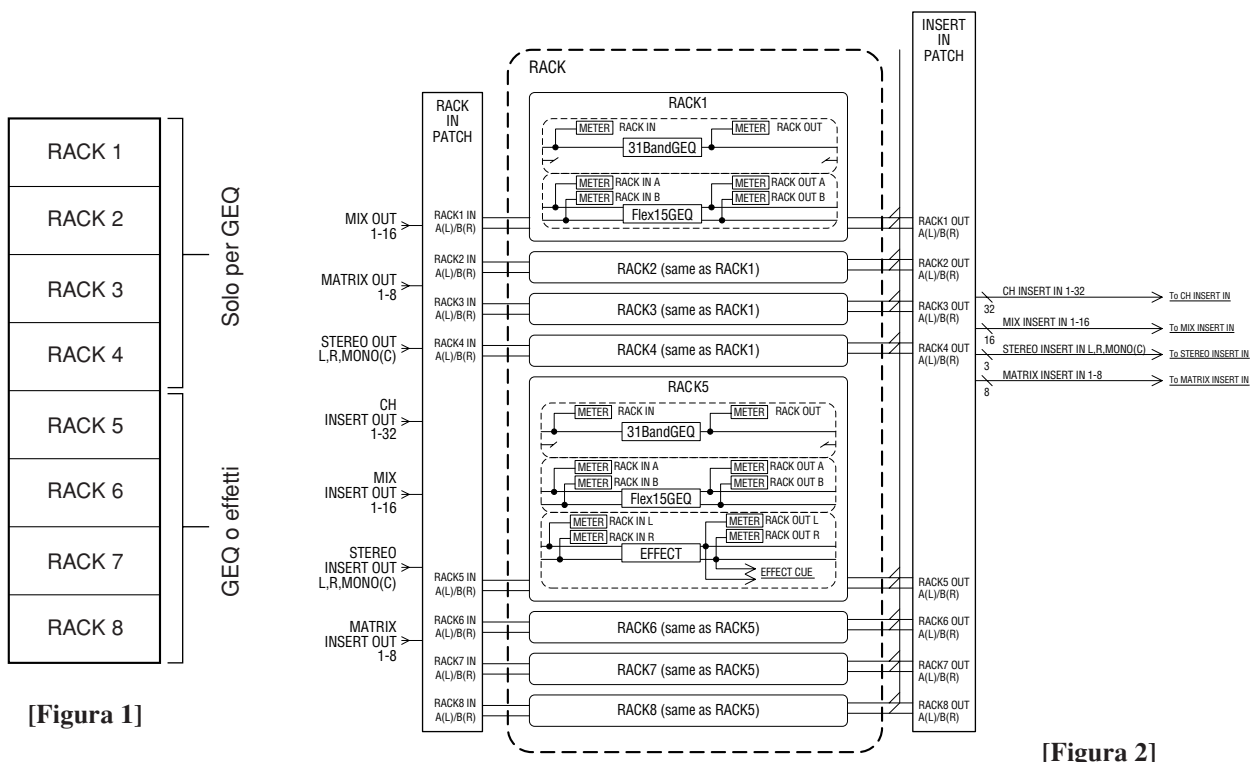 RACK 1
RACK 2
RACK 3
RACK 4
RACK 5
RACK 6
RACK 7
RACK 8
Solo per GEQ
GEQ o effetti
[Figura 1]
MIX OUT
1-16
MATRIX OUT
1-8
STEREO OUT
L,R,MONO(C)
CH
INSERT OUT
1-32
MIX
INSERT OUT
1-16
STEREO
INSERT OUT
L,R,MONO(C)
MATRIX
INSERT OUT
1-8
RACK
IN
PATCH
RACK1 IN
A(L)/B(R)
RACK2 IN
A(L)/B(R)
RACK3 IN
A(L)/B(R)
RACK4 IN
A(L)/B(R)
RACK5 IN
A(L)/B(R)
RACK6 IN
A(L)/B(R)
RACK7 IN
A(L)/B(R)
RACK8 IN
A(L)/B(R)
RACK
RACK1
METER RACK IN METER RACK OUT
31BandGEQ
METER RACK IN A METER RACK OUT A
METER RACK IN B METER RACK OUT B
Flex15GEQ
RACK2 (same as RACK1)
RACK3 (same as RACK1)
RACK4 (same as RACK1)
RACK5
METER RACK IN METER RACK OUT
31BandGEQ
METER RACK IN A METER RACK OUT A
METER RACK IN B METER RACK OUT B
Flex15GEQ
METER RACK IN L METER RACK OUT L
METER RACK IN R METER RACK OUT R
EFFECT
EFFECT CUE
RACK6 (same as RACK5)
RACK7 (same as RACK5)
RACK8 (same as RACK5)
INSERT
IN
PATCH
RACK1 OUT
A(L)/B(R)
RACK2 OUT
A(L)/B(R)
RACK3 OUT
A(L)/B(R)
RACK4 OUT
A(L)/B(R)
RACK5 OUT
A(L)/B(R)
RACK6 OUT
A(L)/B(R)
RACK7 OUT
A(L)/B(R)
RACK8 OUT
A(L)/B(R)
CH INSERT IN 1-32 To CH INSERT IN
32
MIX INSERT IN 1-16 To MIX INSERT IN
16
STEREO INSERT IN L,R,MONO(C) To STEREO INSERT IN
3
MATRIX INSERT IN 1-8 To MATRIX INSERT IN
8
[Figura 2]